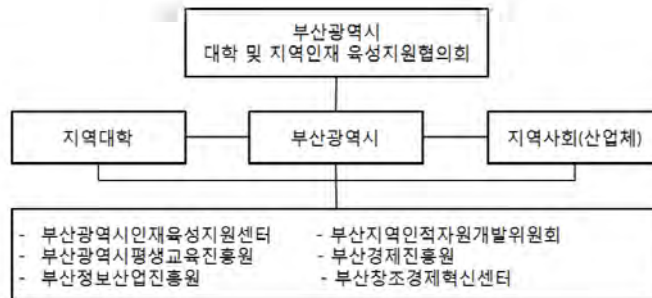 부산광역시
대학 및 지역인재 육성지원협의회
지역대학
부산광역시
지역사회(산업체)
- 부산광역시인재육성지원센터
- 부산지역인적자원개발위원회
- 부산광역시평생교육진흥원
- 부산경제진흥원
- 부산정보산업진흥원
- 부산창조경제혁신센터